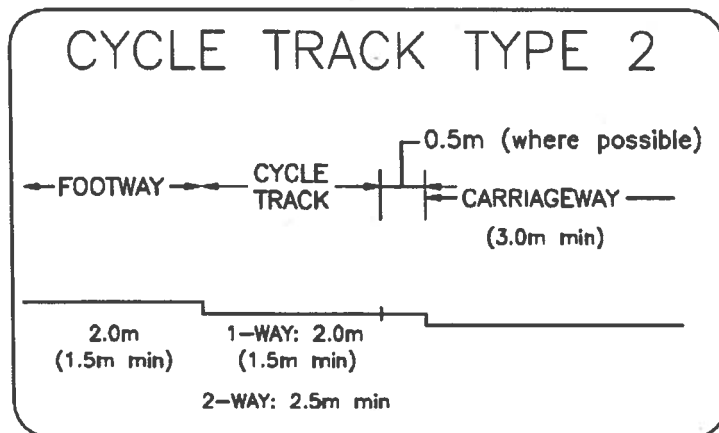 CYCLE TRACK TYPE 2
0.5m (where possible)
FOOTWAY
CYCLE
TRACK
CARRIAGEWAY
(3.0m min)
2.0m
(1.5m min)
1-WAY: 2.0m
(1.5m min)
2-WAY: 2.5m min